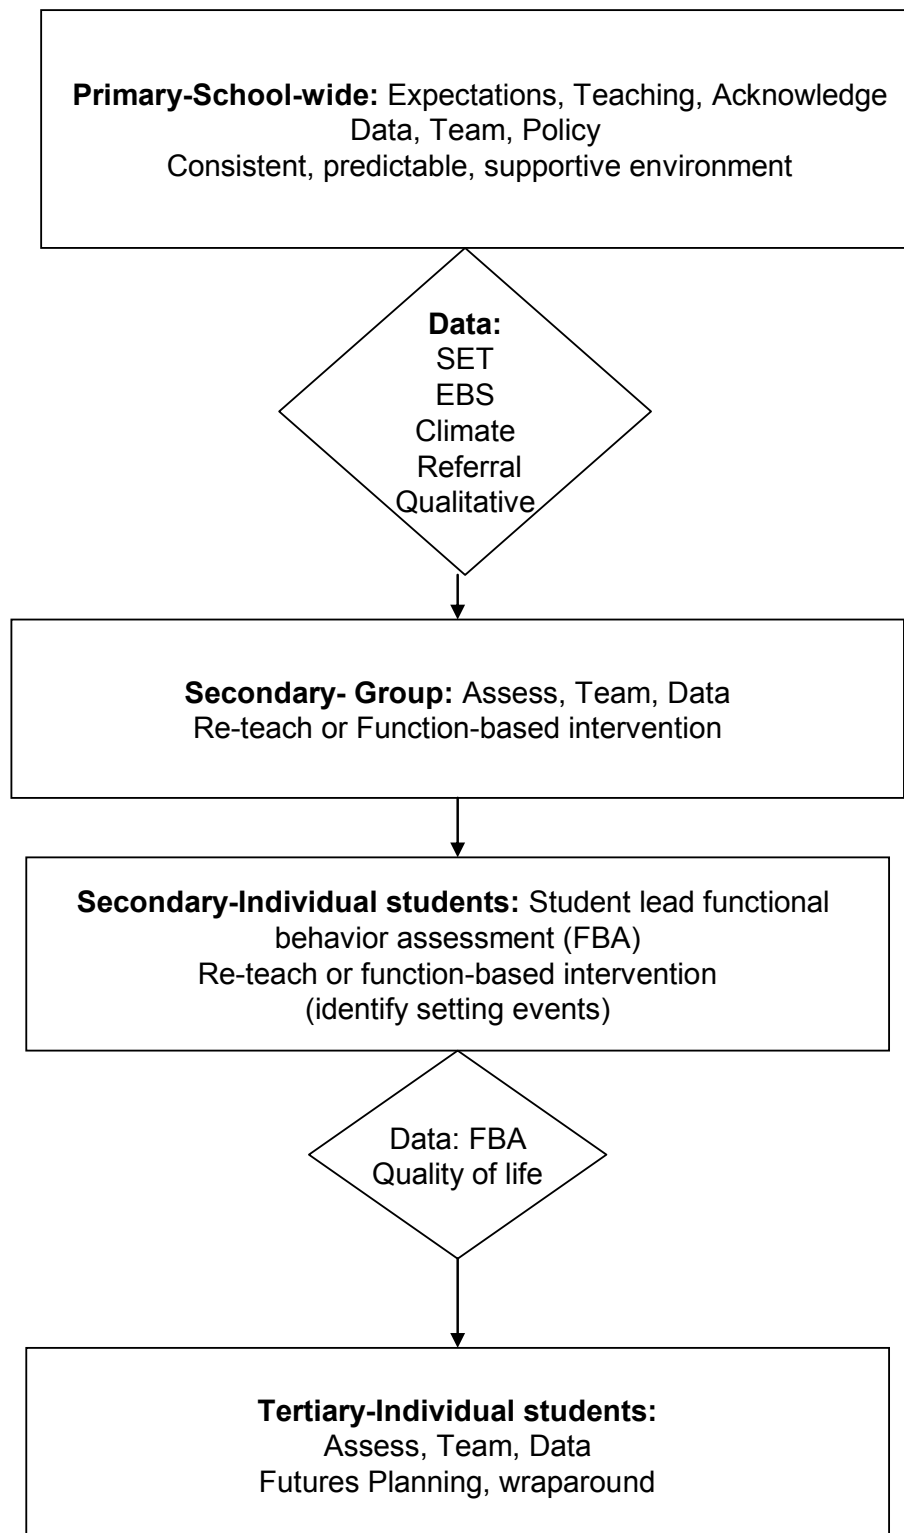 Primary-School-wide: Expectations, Teaching, Acknowledge
Data, Team, Policy
Consistent, predictable, supportive environment
Data:
SET
EBS
Climate
Referral
Qualitative
Secondary- Group: Assess, Team, Data
Re-teach or Function-based intervention
Secondary-Individual students: Student lead functional
behavior assessment (FBA)
Re-teach or function-based intervention
(identify setting events)
Data: FBA
Quality of life
Tertiary-Individual students:
Assess, Team, Data
Futures Planning, wraparound